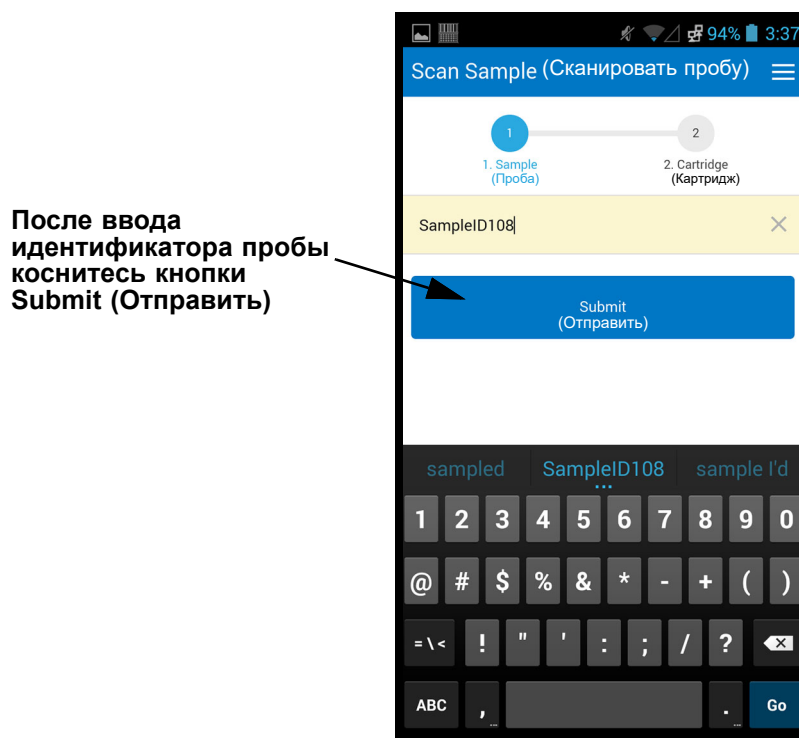 После ввода
идентификатора пробы
коснитесь кнопки
Submit (Отправить)
94% 3:37
Scan Sample (Сканировать пробу)
1 2
1. Sample 2. Cartridge
(Проба) (Картридж)
SampleID108
Submit
(Отправить)
sampled SampleID108 sample I'd
1 2 3 4 5 6 7 8 9 0
@ # $ % & * - + ( )
= \ < ! " ' : ; / ?
ABC , . Go